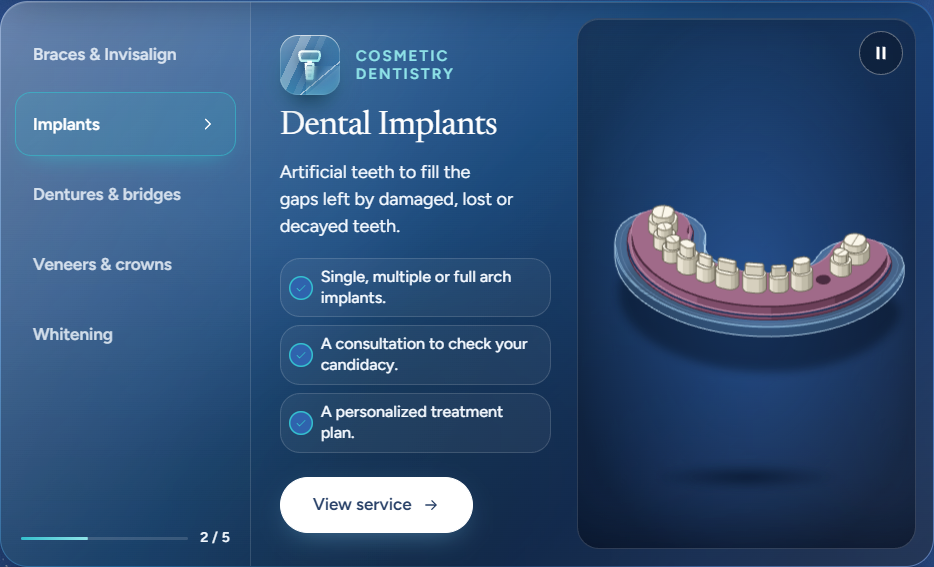 Braces & Invisalign
Implants
Dentures & bridges
Veneers & crowns
Whitening
2 / 5
COSMETIC
DENTISTRY
Dental Implants
Artificial teeth to fill the
gaps left by damaged, lost or
decayed teeth.
Single, multiple or full arch
implants.
A consultation to check your
candidacy.
A personalized treatment
plan.
View service